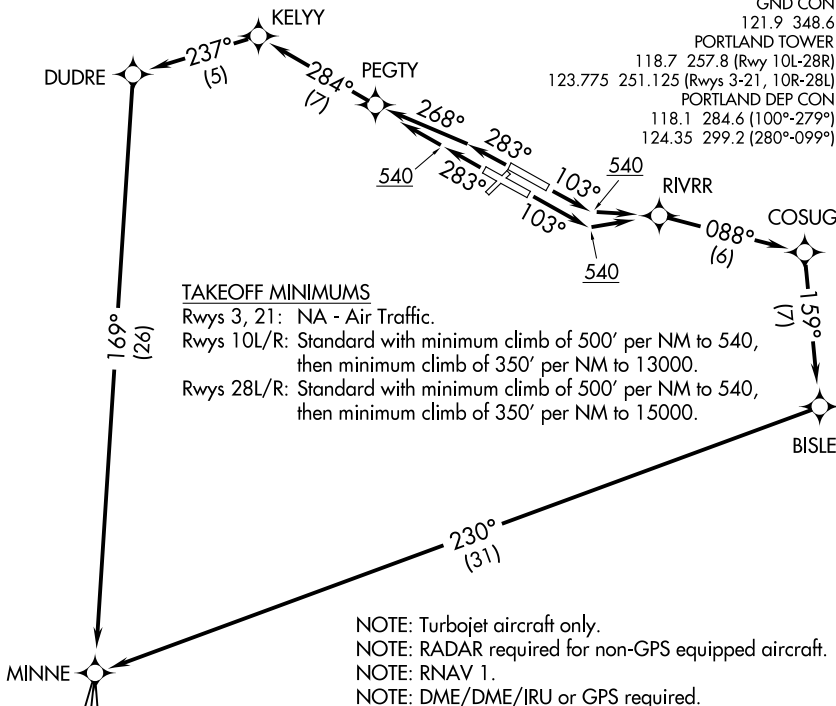 GND CON
121.9 348.6
PORTLAND TOWER
118.7 257.8 (Rwy 10L-28R)
123.775 251.125 (Rwys 3-21, 10R-28L)
PORTLAND DEP CON
118.1 284.6 (100°-279°)
124.35 299.2 (280°-099°)
KELYY
237°
(5)
DUDRE
284°
(7)
PEGTY
268°
283°
540
283°
103°
540
103°
540
RIVRR
088°
(6)
COSUG
159°
(7)
169°
(26)
TAKEOFF MINIMUMS
Rwys 3, 21: NA - Air Traffic.
Rwys 10L/R: Standard with minimum climb of 500' per NM to 540,
then minimum climb of 350' per NM to 13000.
Rwys 28L/R: Standard with minimum climb of 500' per NM to 540,
then minimum climb of 350' per NM to 15000.
BISLE
230°
(31)
MINNE
NOTE: Turbojet aircraft only.
NOTE: RADAR required for non-GPS equipped aircraft.
NOTE: RNAV 1.
NOTE: DME/DME/IRU or GPS required.